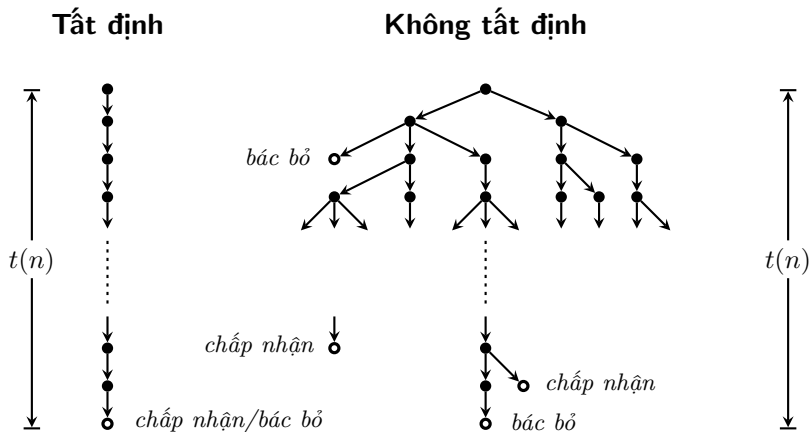 Tất định
Không tất định
bác bỏ
t(n)
t(n)
chấp nhận
chấp nhận
chấp nhận/bác bỏ
bác bỏ